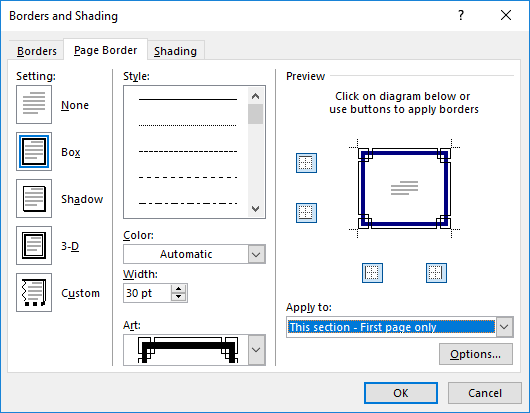 Borders and Shading
?
Borders
Page Border
Shading
Setting:
None
Box
Shadow
3-D
Custom
Style:
Color:
Automatic
Width:
30 pt
Art:
Preview
Click on diagram below or
use buttons to apply borders
Apply to:
This section - First page only
Options...
OK
Cancel